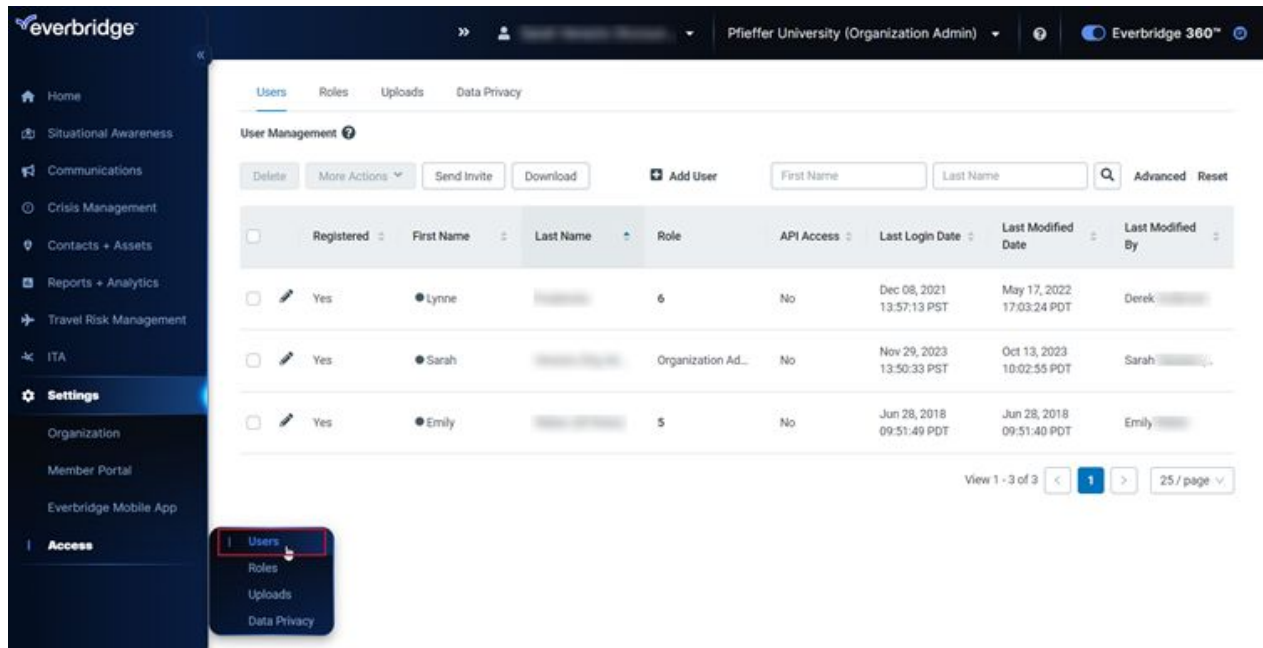 everbridge
Pfieffer University (Organization Admin)
Everbridge 360™
Home
Situational Awareness
Communications
Crisis Management
Contacts + Assets
Reports + Analytics
Travel Risk Management
ITA
Settings
Organization
Member Portal
Everbridge Mobile App
Access
Users
Roles
Uploads
Data Privacy
Users Roles Uploads Data Privacy
User Management
Delete More Actions Send Invite Download Add User First Name Last Name Advanced Reset
Registered First Name Last Name Role API Access Last Login Date Last Modified Date Last Modified By
Yes Lynne 6 No Dec 08, 2021 13:57:13 PST May 17, 2022 17:03:24 PDT Derek
Yes Sarah Organization Ad... No Nov 29, 2023 13:50:33 PST Oct 13, 2023 10:02:55 PDT Sarah
Yes Emily 5 No Jun 28, 2018 09:51:49 PDT Jun 28, 2018 09:51:40 PDT Emily
View 1 - 3 of 3 < 1 > 25 / page